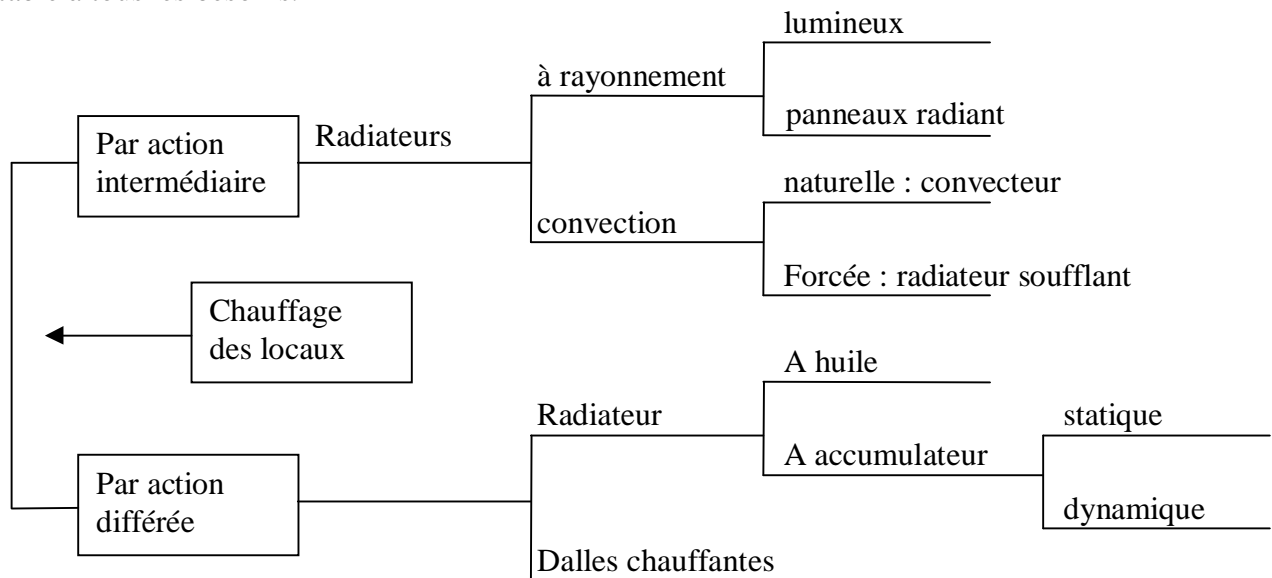 lumineux
à rayonnement
panneaux radiant
Par action
intermédiaire
Radiateurs
naturelle : convecteur
convection
Forcée : radiateur soufflant
Chauffage
des locaux
A huile
Radiateur
statique
A accumulateur
Par action
différée
dynamique
Dalles chauffantes